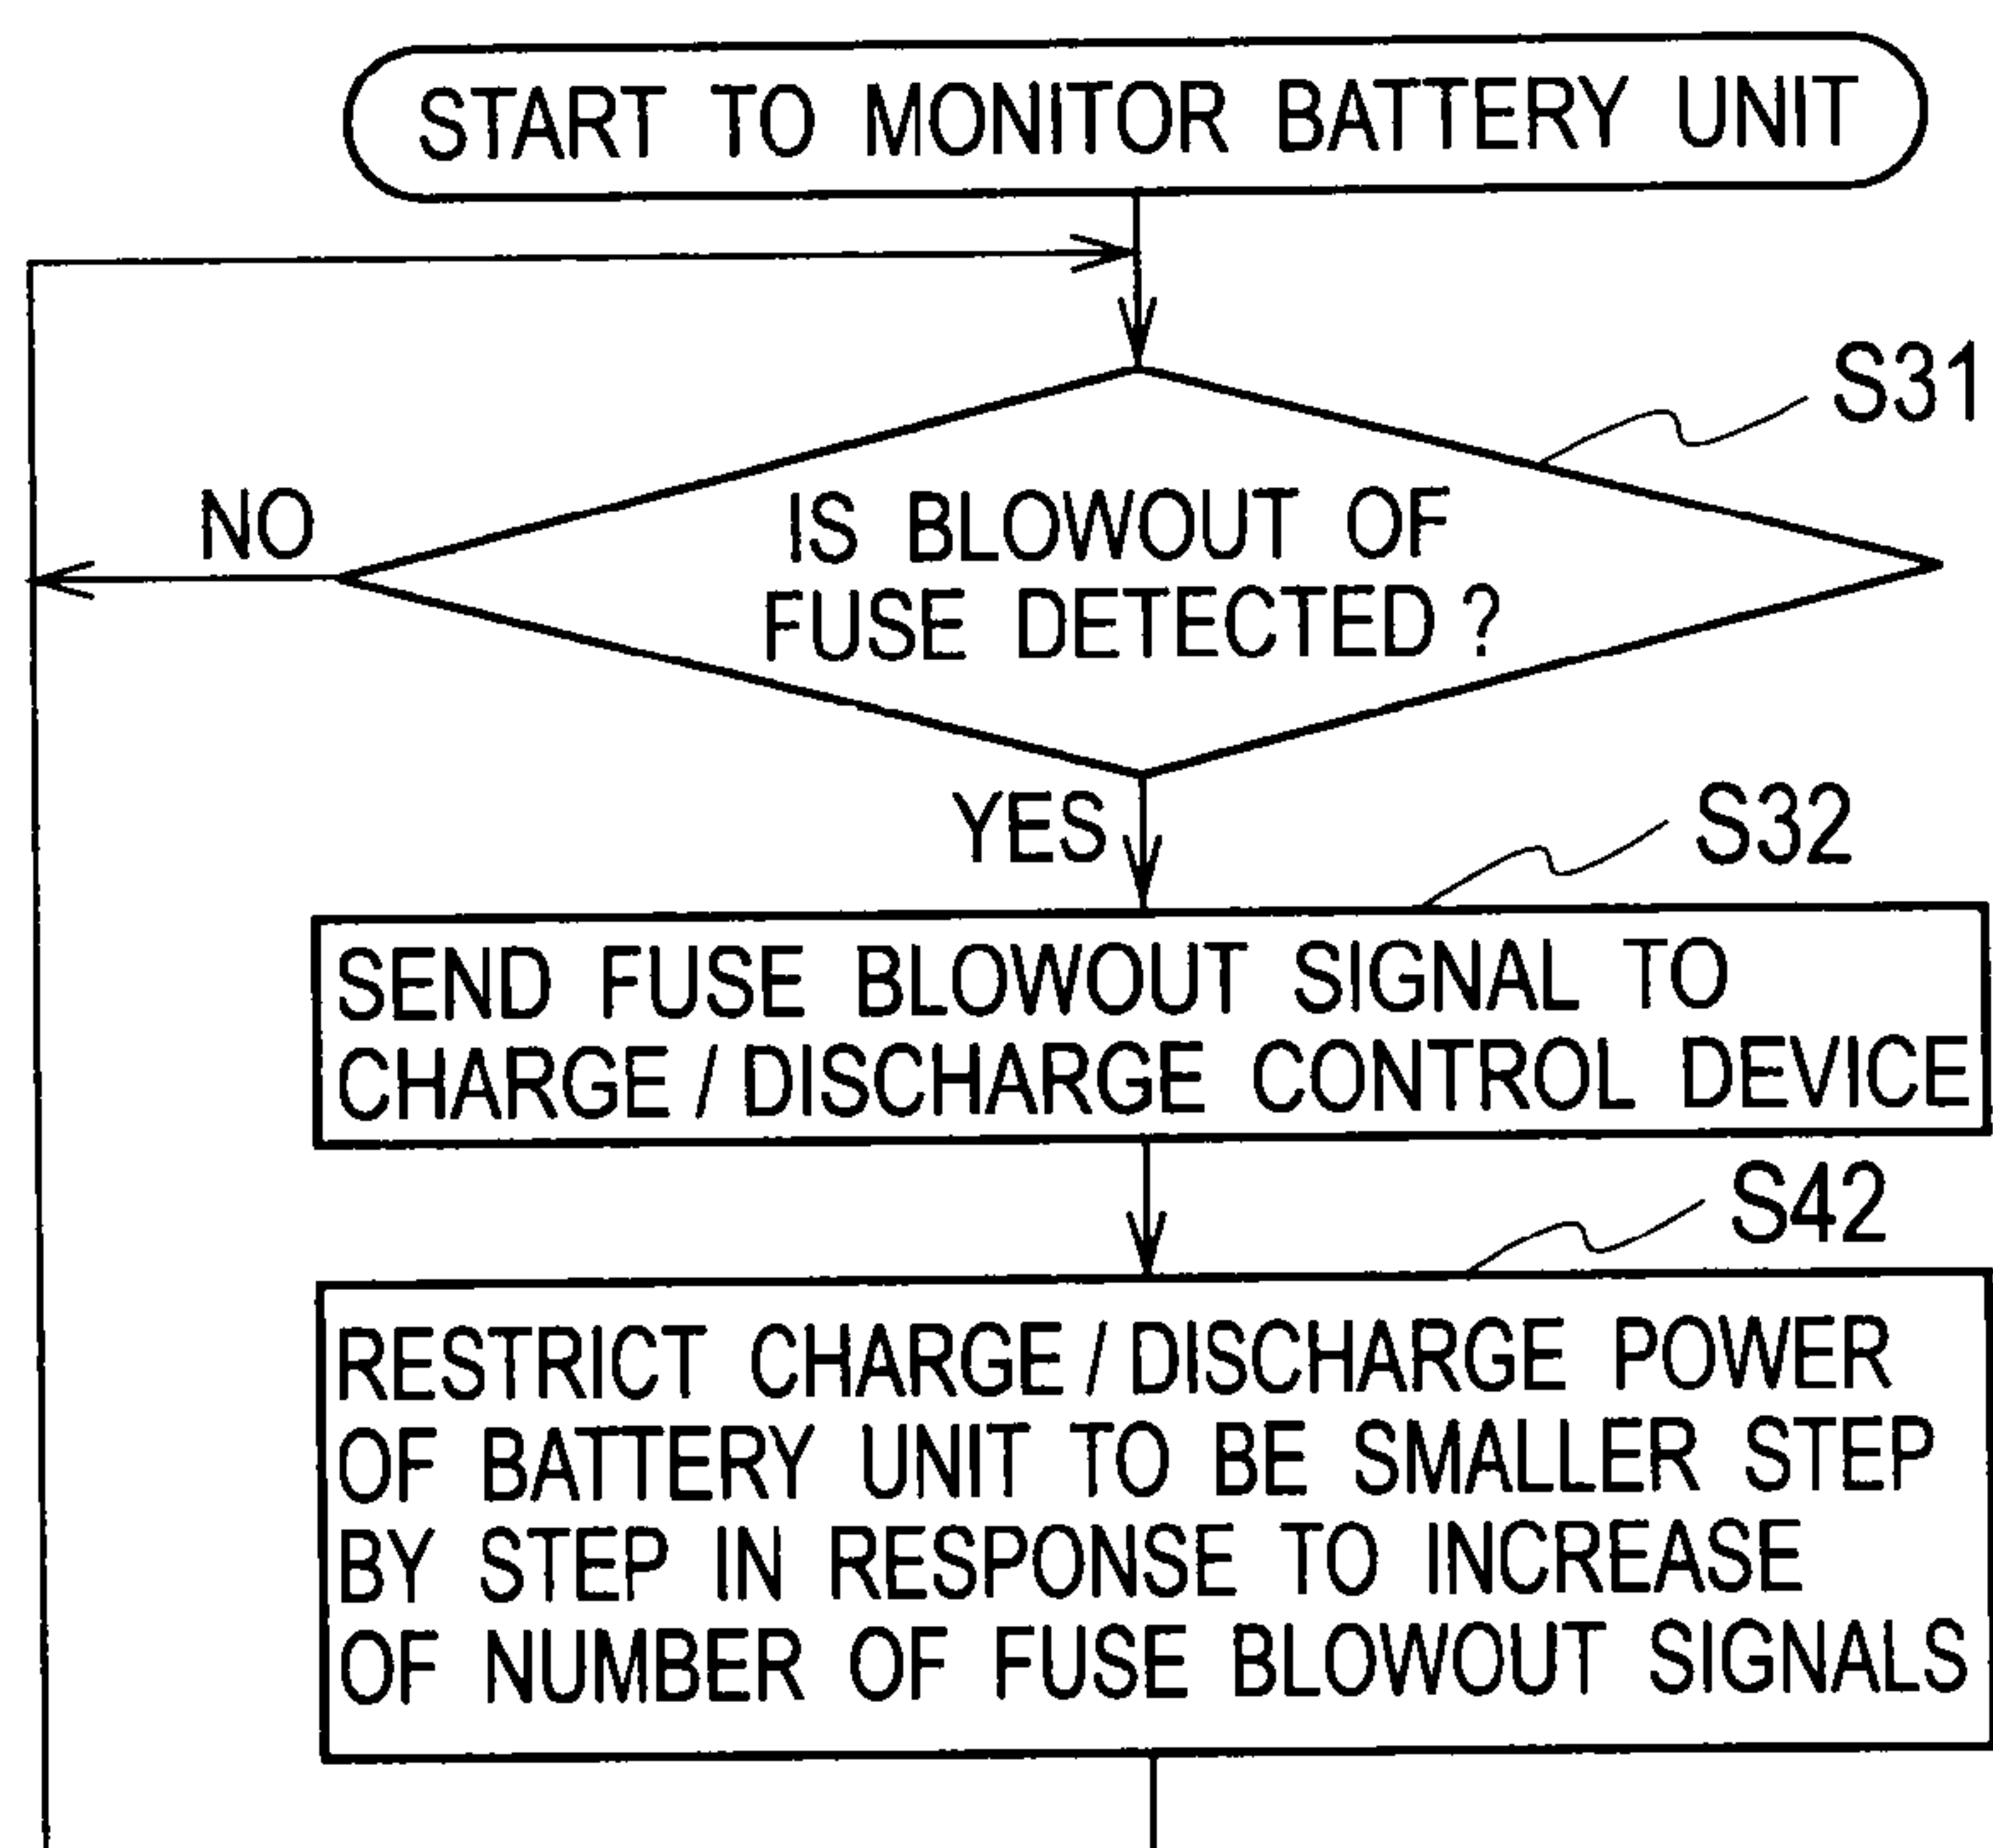 START TO MONITOR BATTERY UNIT
S31
IS BLOWOUT OF
FUSE DETECTED ?
NO
YES
S32
SEND FUSE BLOWOUT SIGNAL TO
CHARGE / DISCHARGE CONTROL DEVICE
S42
RESTRICT CHARGE / DISCHARGE POWER
OF BATTERY UNIT TO BE SMALLER STEP
BY STEP IN RESPONSE TO INCREASE
OF NUMBER OF FUSE BLOWOUT SIGNALS